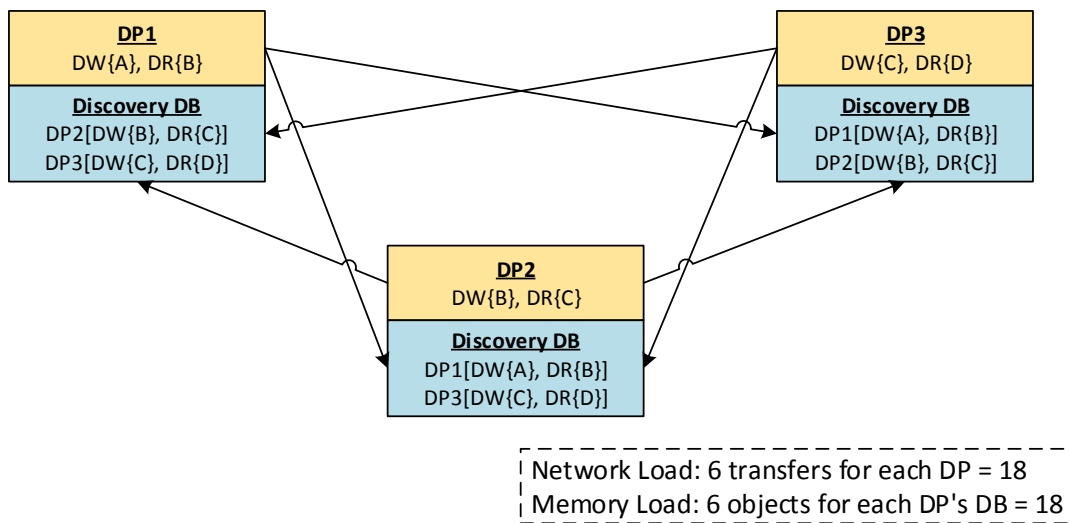 DP1
DW{A}, DR{B}
Discovery DB
DP2[DW{B}, DR{C}]
DP3[DW{C}, DR{D}]
DP3
DW{C}, DR{D}
Discovery DB
DP1[DW{A}, DR{B}]
DP2[DW{B}, DR{C}]
DP2
DW{B}, DR{C}
Discovery DB
DP1[DW{A}, DR{B}]
DP3[DW{C}, DR{D}]
Network Load: 6 transfers for each DP = 18
Memory Load: 6 objects for each DP's DB = 18